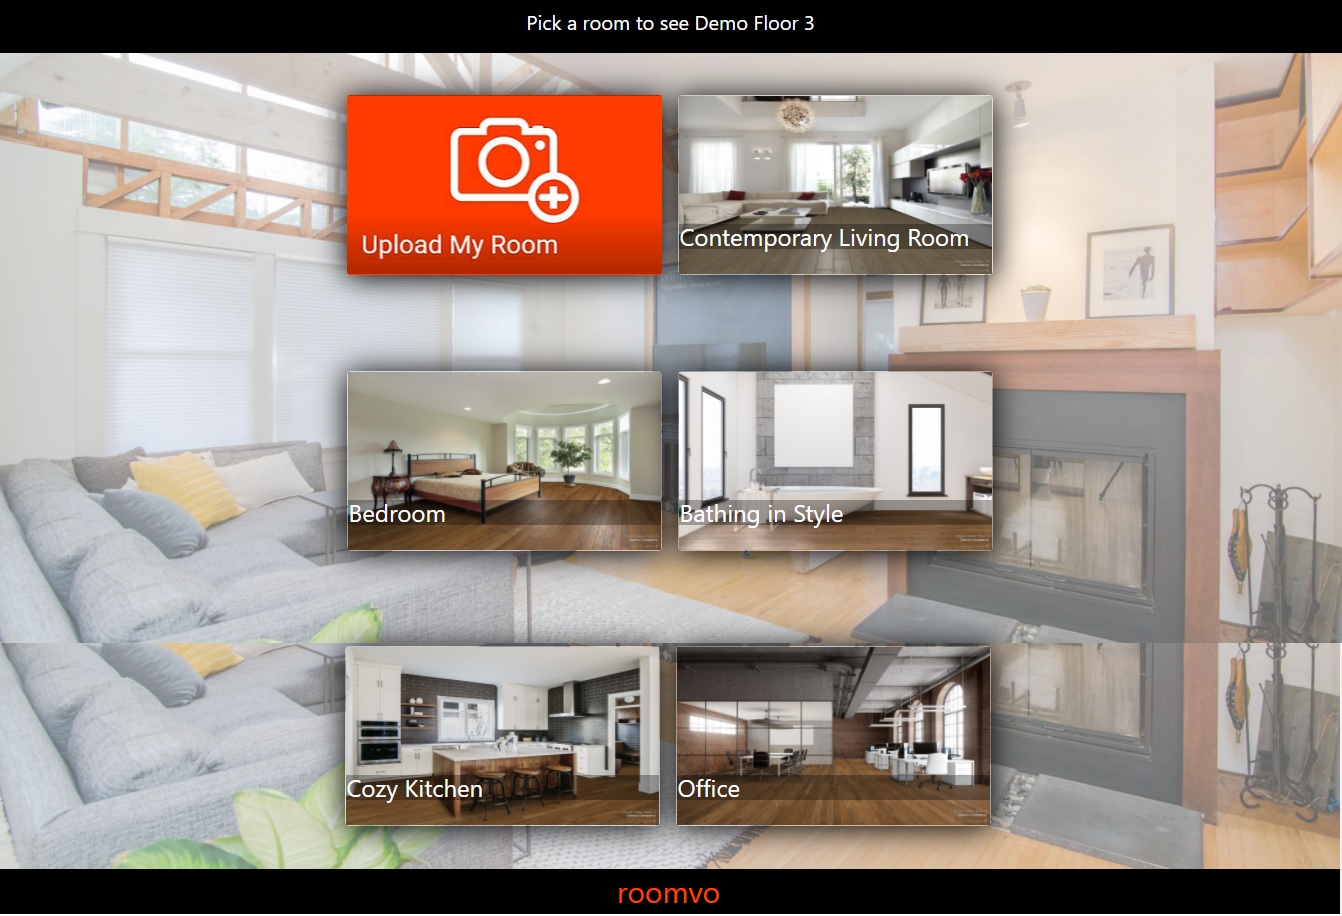 Pick a room to see Demo Floor 3
Upload My Room
Contemporary Living Room
Bedroom
Bathing in Style
Cozy Kitchen
Office
roomvo